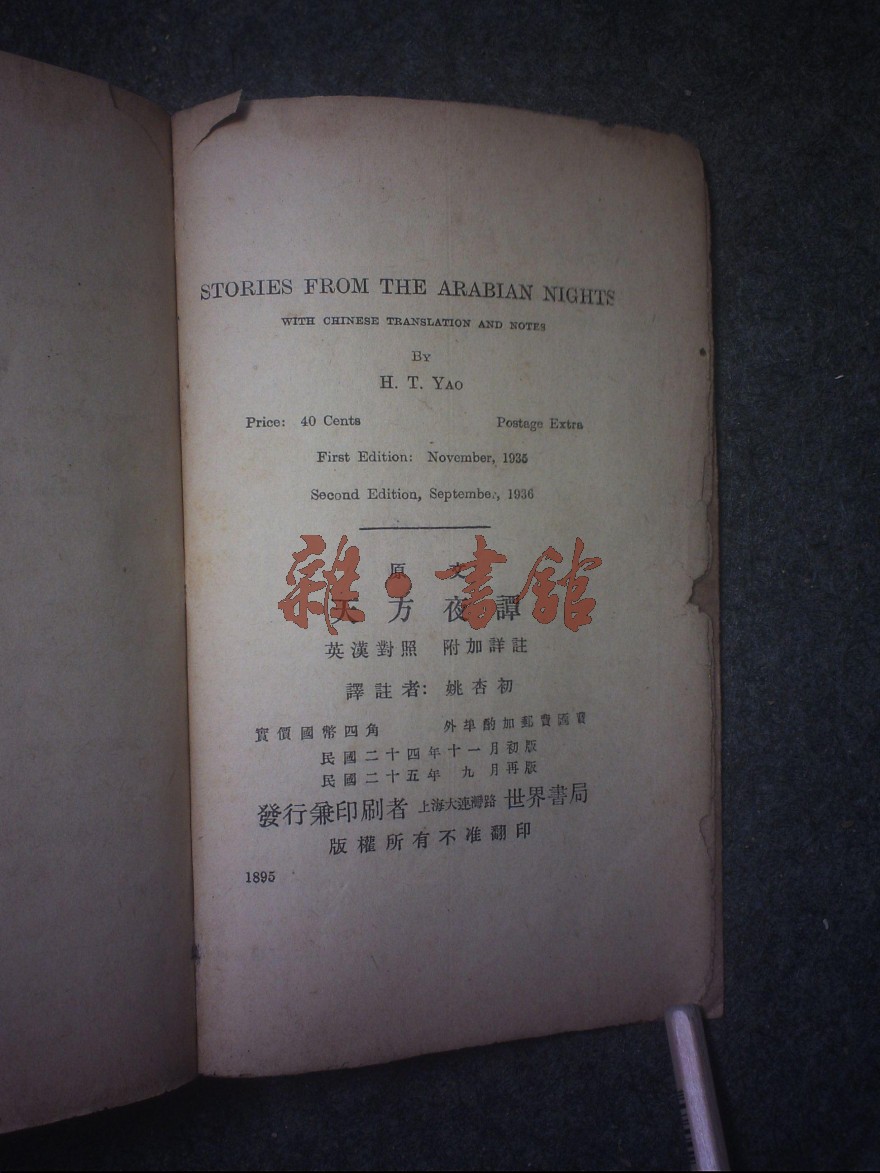 STORIES FROM THE ARABIAN NIGHTS
WITH CHINESE TRANSLATION AND NOTES
BY
H. T. YAO
Price: 40 Cents Postage Extra
First Edition: November, 1935
Second Edition, September, 1936
雜·書館
原文
天方夜譚
英漢對照 附加詳註
譯註者: 姚杏初
實價國幣四角 外埠酌加郵費匯費
民國二十四年十一月初版
民國二十五年 九月再版
發行兼印刷者 上海大連灣路 世界書局
版權所有不准翻印
1895